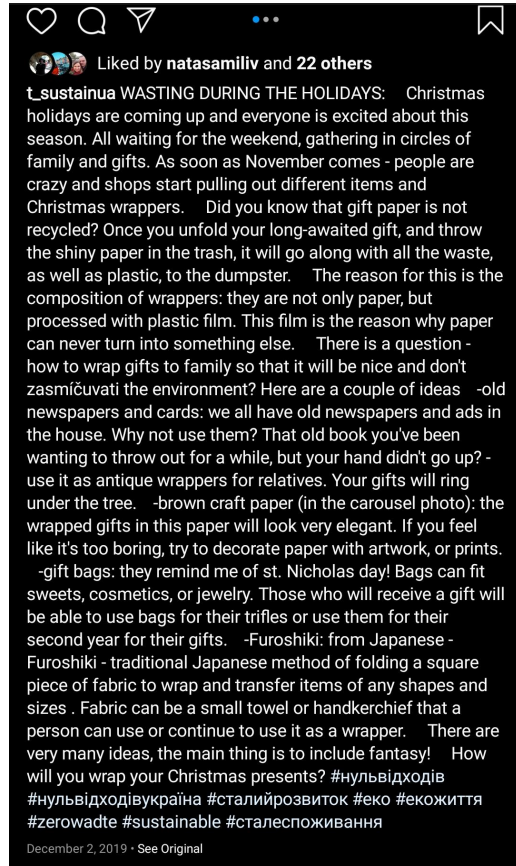 Liked by natasamiliv and 22 others
t_sustainua WASTING DURING THE HOLIDAYS: Christmas
holidays are coming up and everyone is excited about this
season. All waiting for the weekend, gathering in circles of
family and gifts. As soon as November comes - people are
crazy and shops start pulling out different items and
Christmas wrappers. Did you know that gift paper is not
recycled? Once you unfold your long-awaited gift, and throw
the shiny paper in the trash, it will go along with all the waste,
as well as plastic, to the dumpster. The reason for this is the
composition of wrappers: they are not only paper, but
processed with plastic film. This film is the reason why paper
can never turn into something else. There is a question -
how to wrap gifts to family so that it will be nice and don't
zasmíčuvati the environment? Here are a couple of ideas -old
newspapers and cards: we all have old newspapers and ads in
the house. Why not use them? That old book you've been
wanting to throw out for a while, but your hand didn't go up? -
use it as antique wrappers for relatives. Your gifts will ring
under the tree. -brown craft paper (in the carousel photo): the
wrapped gifts in this paper will look very elegant. If you feel
like it's too boring, try to decorate paper with artwork, or prints.
-gift bags: they remind me of st. Nicholas day! Bags can fit
sweets, cosmetics, or jewelry. Those who will receive a gift will
be able to use bags for their trifles or use them for their
second year for their gifts. -Furoshiki: from Japanese -
Furoshiki - traditional Japanese method of folding a square
piece of fabric to wrap and transfer items of any shapes and
sizes . Fabric can be a small towel or handkerchief that a
person can use or continue to use it as a wrapper. There are
very many ideas, the main thing is to include fantasy! How
will you wrap your Christmas presents? #нульвідходів
#нульвідходівукраїна #сталийрозвиток #еко #екожиття
#zerowadte #sustainable #сталеспоживання
December 2, 2019 • See Original